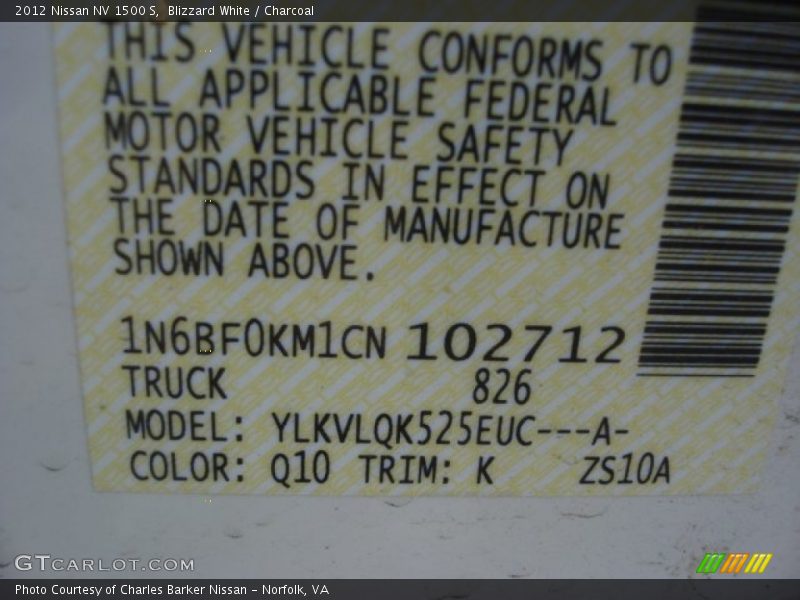 2012 Nissan NV 1500 S, Blizzard White / Charcoal
THIS VEHICLE CONFORMS TO
ALL APPLICABLE FEDERAL
MOTOR VEHICLE SAFETY
STANDARDS IN EFFECT ON
THE DATE OF MANUFACTURE
SHOWN ABOVE.
1N6BF0KM1CN 102712
TRUCK 826
MODEL: YLKVLQK525EUC---A-
COLOR: Q10 TRIM: K ZS10A
GTCARLOT.COM
Photo Courtesy of Charles Barker Nissan – Norfolk, VA